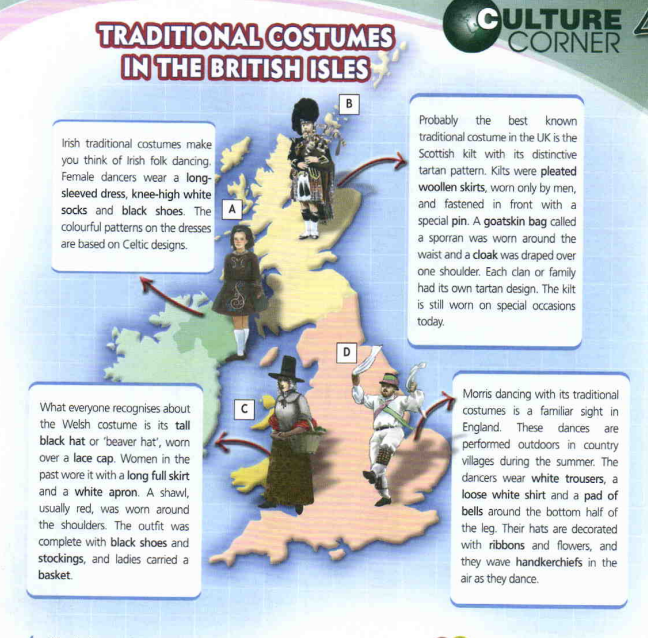 CULTURE
CORNER
TRADITIONAL COSTUMES
IN THE BRITISH ISLES
A
Irish traditional costumes make
you think of Irish folk dancing.
Female dancers wear a long-
sleeved dress, knee-high white
socks and black shoes. The
colourful patterns on the dresses
are based on Celtic designs.
B
Probably the best known
traditional costume in the UK is the
Scottish kilt with its distinctive
tartan pattern. Kilts were pleated
woollen skirts, worn only by men,
and fastened in front with a
special pin. A goatskin bag called
a sporran was worn around the
waist and a cloak was draped over
one shoulder. Each clan or family
had its own tartan design. The kilt
is still worn on special occasions
today.
C
What everyone recognises about
the Welsh costume is its tall
black hat or 'beaver hat', worn
over a lace cap. Women in the
past wore it with a long full skirt
and a white apron. A shawl,
usually red, was worn around
the shoulders. The outfit was
complete with black shoes and
stockings, and ladies carried a
basket.
D
Morris dancing with its traditional
costumes is a familiar sight in
England. These dances are
performed outdoors in country
villages during the summer. The
dancers wear white trousers, a
loose white shirt and a pad of
bells around the bottom half of
the leg. Their hats are decorated
with ribbons and flowers, and
they wave handkerchiefs in the
air as they dance.